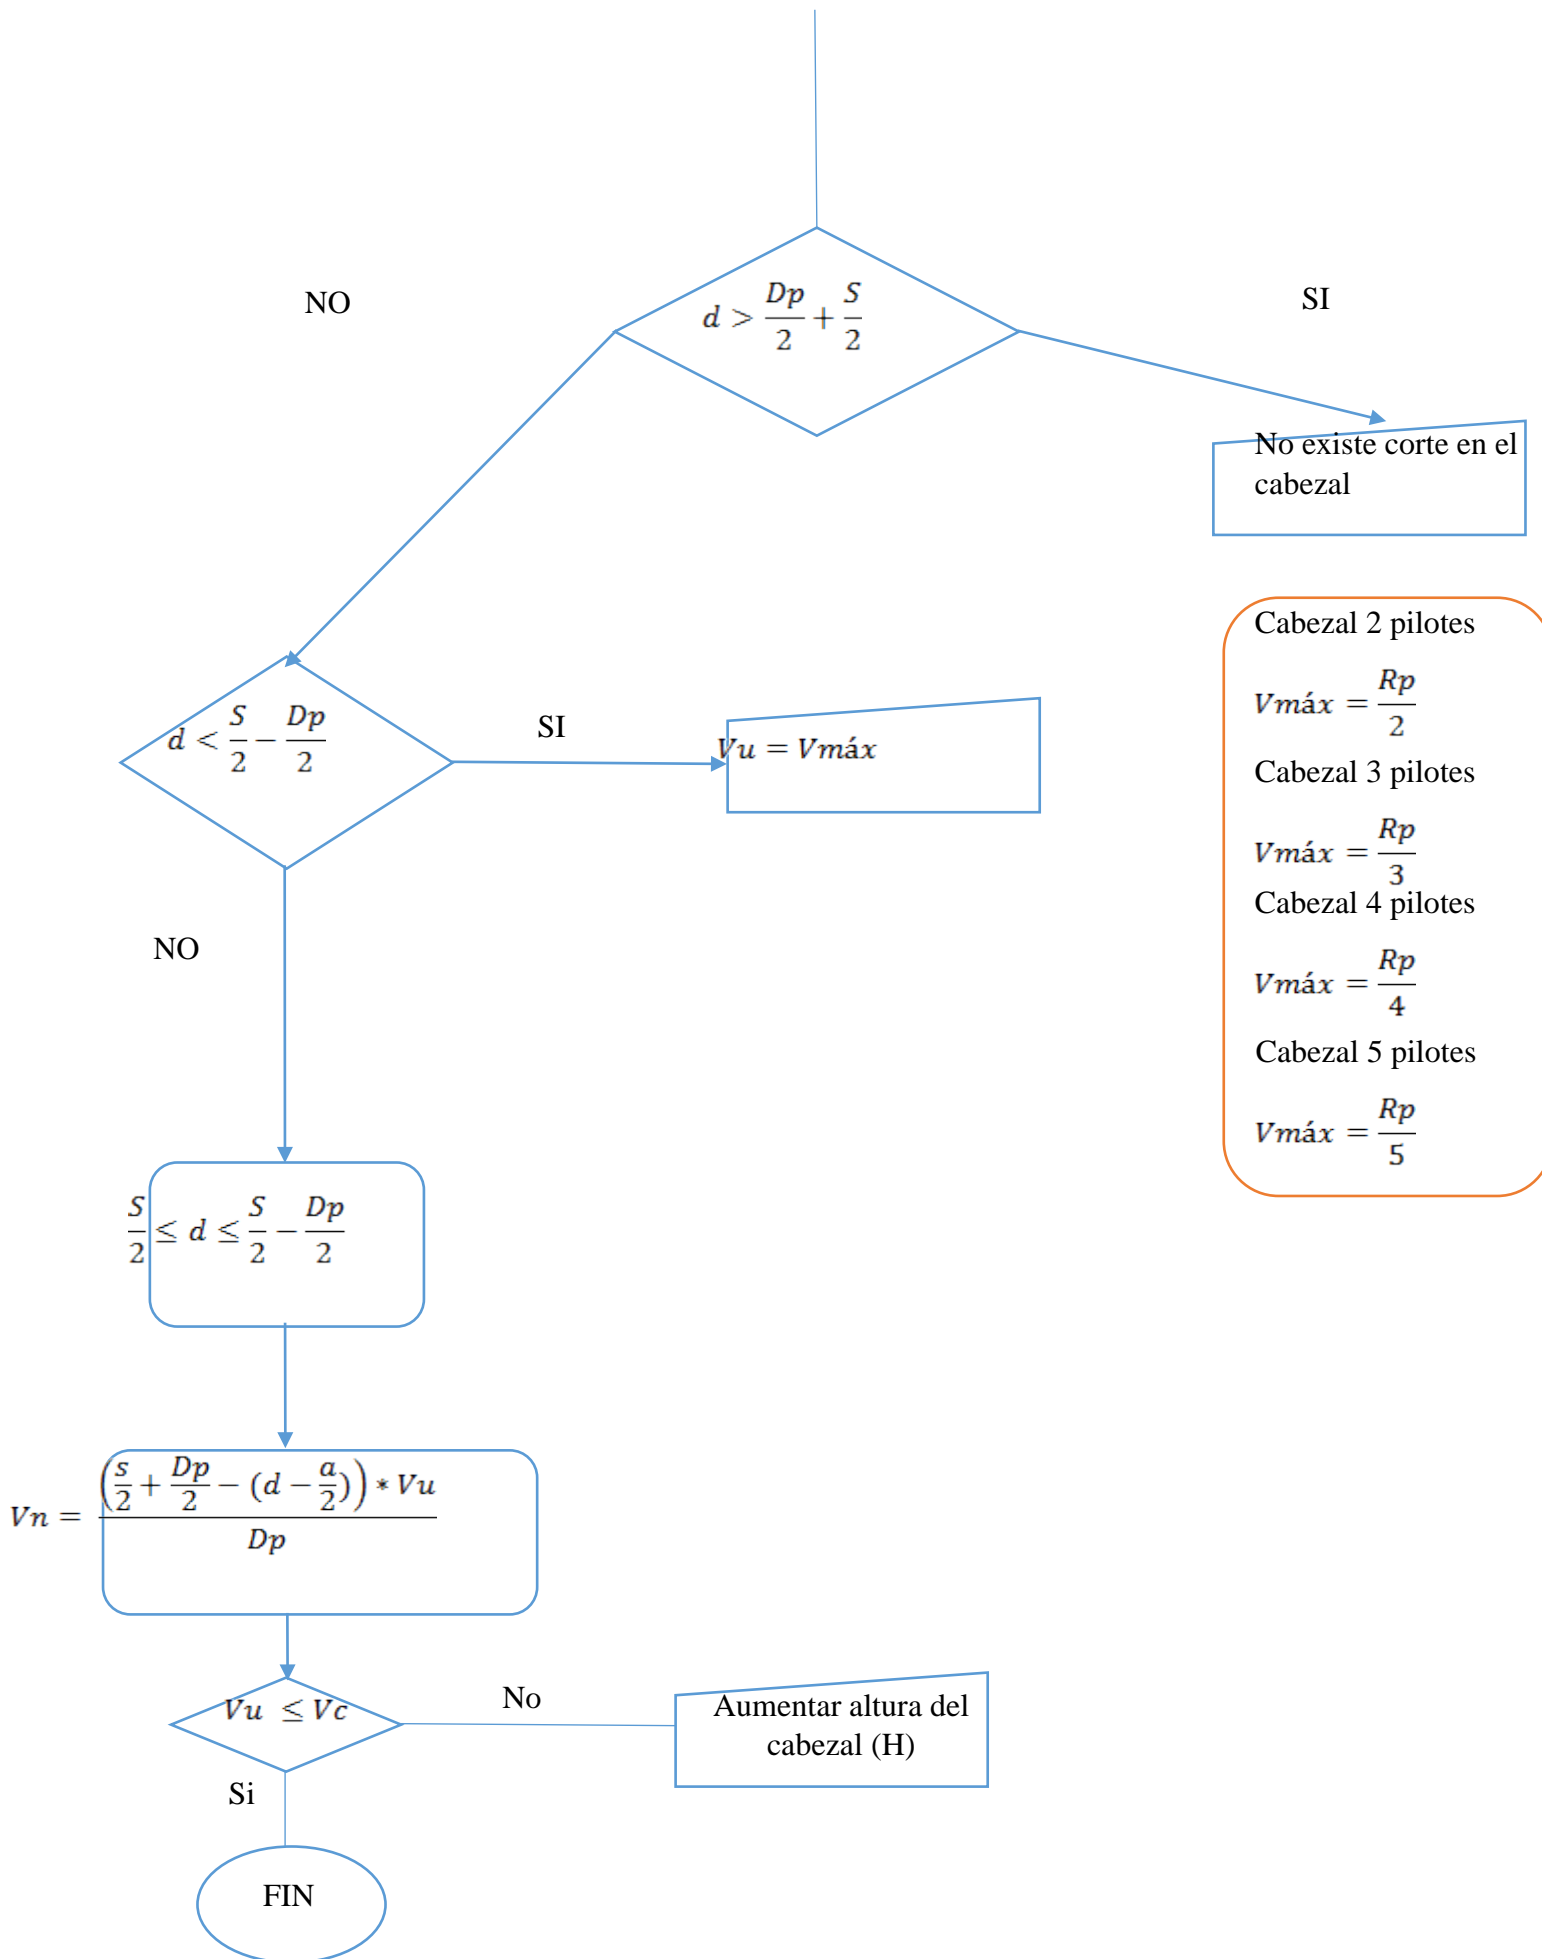 NO
SI
d > Dp/2 + S/2
No existe corte en el
cabezal
Cabezal 2 pilotes
Vmáx = Rp/2
Cabezal 3 pilotes
Vmáx = Rp/3
Cabezal 4 pilotes
Vmáx = Rp/4
Cabezal 5 pilotes
Vmáx = Rp/5
d < S/2 − Dp/2
SI
Vu = Vmáx
NO
S/2 ≤ d ≤ S/2 − Dp/2
Vn = ((s/2 + Dp/2 − (d − a/2)) * Vu)/Dp
Vu ≤ Vc
No
Aumentar altura del
cabezal (H)
Si
FIN